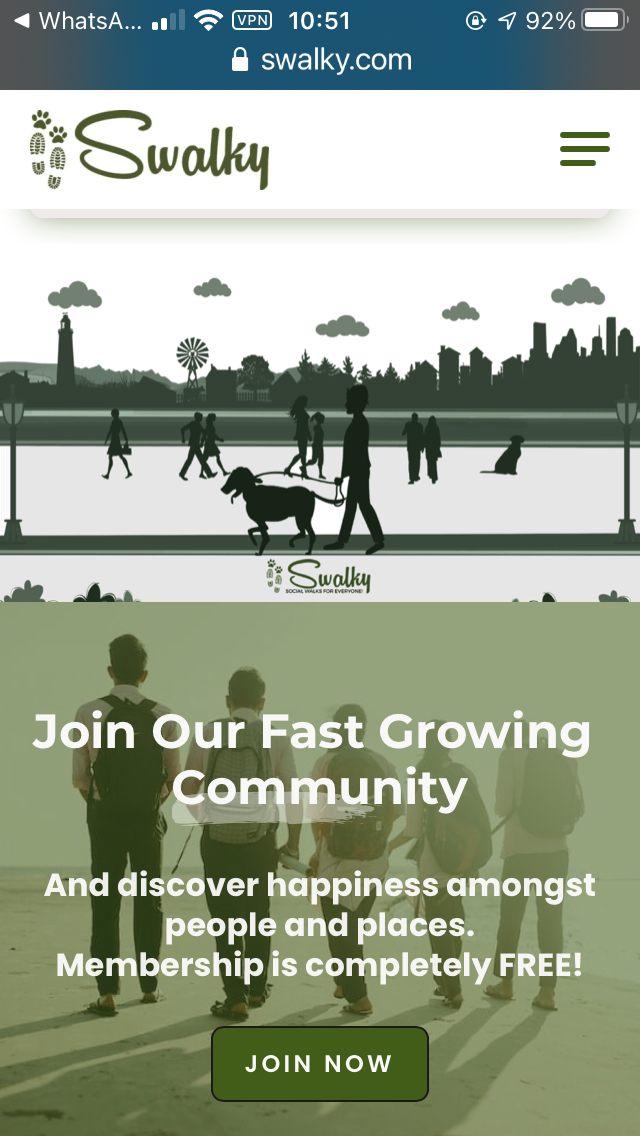 WhatsA... VPN 10:51 92%
swalky.com
Swalky
Swalky
SOCIAL WALKS FOR EVERYONE!
Join Our Fast Growing
Community
And discover happiness amongst
people and places.
Membership is completely FREE!
JOIN NOW